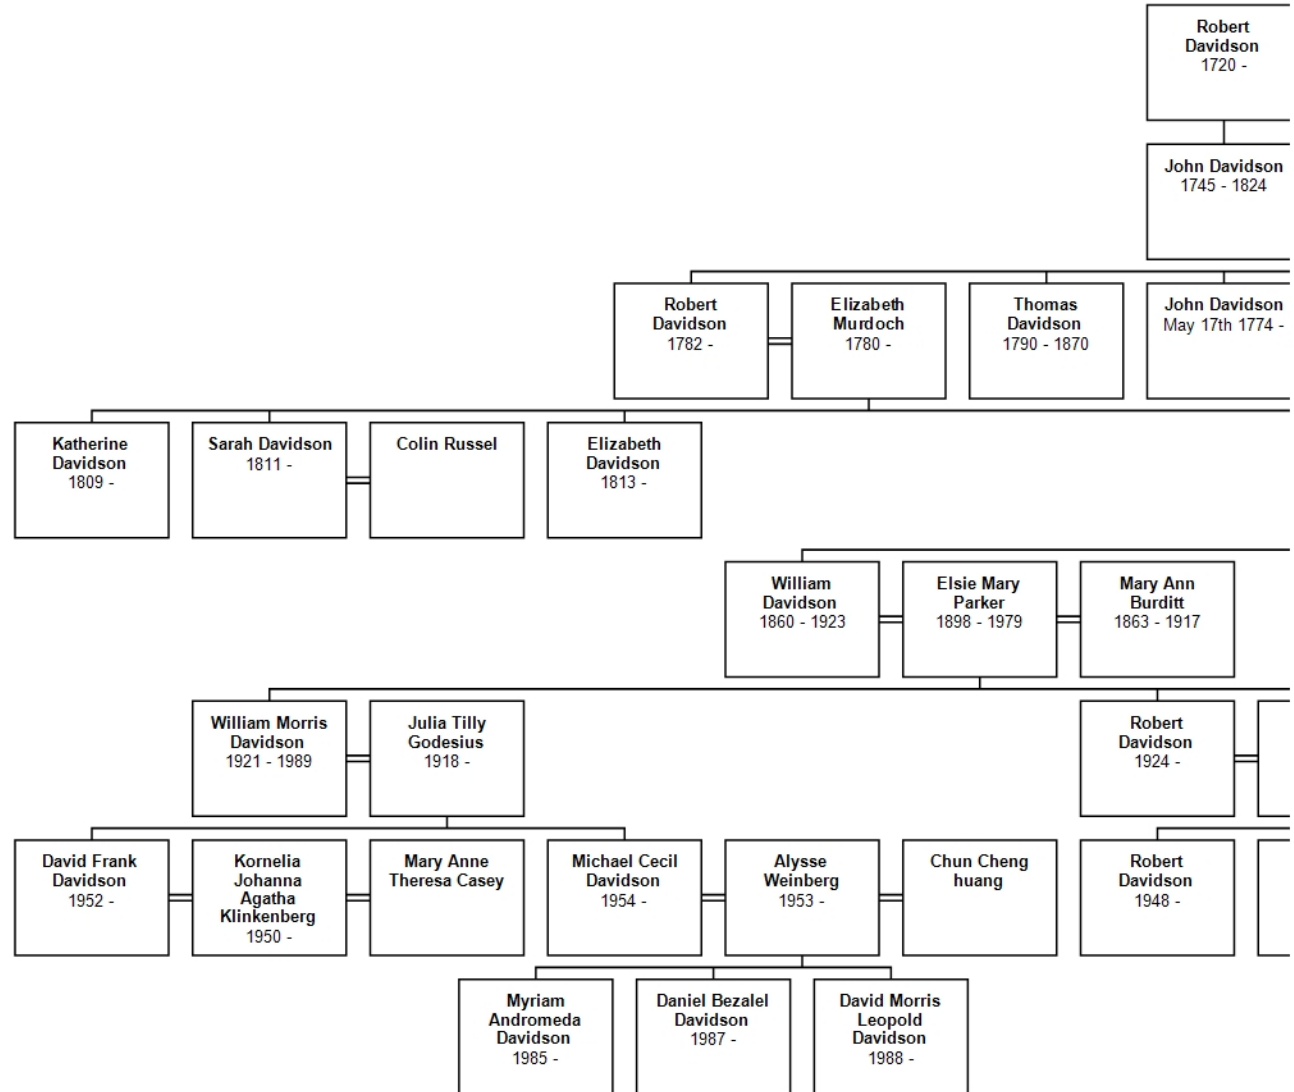 Robert
Davidson
1720 -
John Davidson
1745 - 1824
Robert
Davidson
1782 -
Elizabeth
Murdoch
1780 -
Thomas
Davidson
1790 - 1870
John Davidson
May 17th 1774 -
Katherine
Davidson
1809 -
Sarah Davidson
1811 -
Colin Russel
Elizabeth
Davidson
1813 -
William
Davidson
1860 - 1923
Elsie Mary
Parker
1898 - 1979
Mary Ann
Burditt
1863 - 1917
William Morris
Davidson
1921 - 1989
Julia Tilly
Godesius
1918 -
Robert
Davidson
1924 -
David Frank
Davidson
1952 -
Kornelia
Johanna
Agatha
Klinkenberg
1950 -
Mary Anne
Theresa Casey
Michael Cecil
Davidson
1954 -
Alysse
Weinberg
1953 -
Chun Cheng
huang
Robert
Davidson
1948 -
Myriam
Andromeda
Davidson
1985 -
Daniel Bezalel
Davidson
1987 -
David Morris
Leopold
Davidson
1988 -